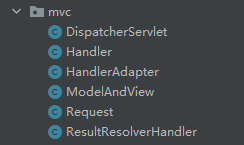 mvc
DispatcherServlet
Handler
HandlerAdapter
ModelAndView
Request
ResultResolverHandler